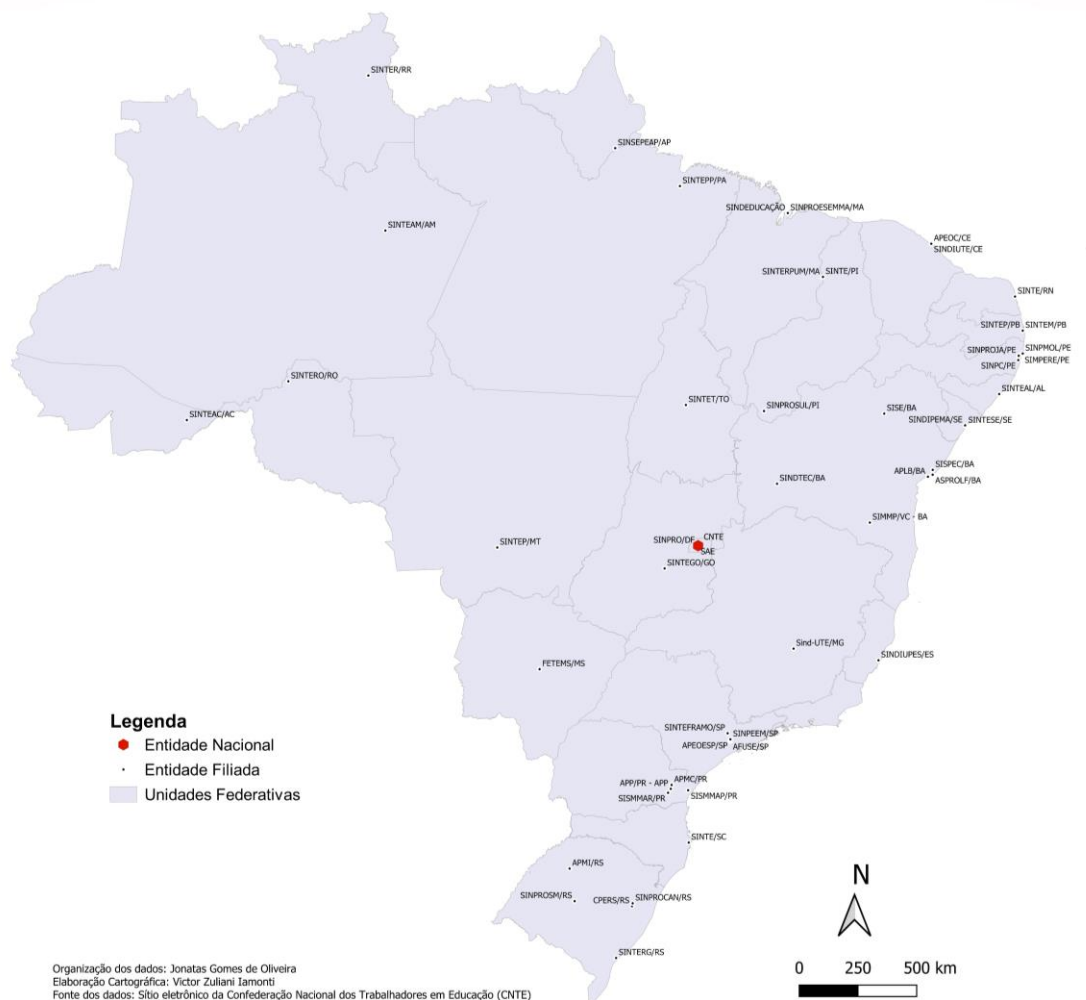 SINTER/RR
SINSEPEAP/AP
SINTEPP/PA
SINDEDUCAÇÃO SINPROESEMMA/MA
SINTEAM/AM
APEOC/CE
SINDIUTE/CE
SINTERPUM/MA SINTE/PI
SINTE/RN
SINTEP/PB SINTEM/PB
SINPROJA/PE SINPMOL/PE
SINPC/PE SIMPERE/PE
SINTERO/RO
SINTEAL/AL
SINTET/TO
SINPROSUL/PI
SISE/BA
SINTEAC/AC
SINDIPEMA/SE SINTESE/SE
SISPEC/BA
APLB/BA
ASPROLF/BA
SINDTEC/BA
SIMMP/VC - BA
SINTEP/MT
SINPRO/DF CNTE
SAE
SINTEGO/GO
Sind-UTE/MG
SINDIUPES/ES
FETEMS/MS
SINTEFRAMO/SP SINPEEM/SP
APEOESP/SP AFUSE/SP
APP/PR - APP APMC/PR
SISMMAR/PR SISMMAP/PR
SINTE/SC
APMI/RS
SINPROSM/RS CPERS/RS SINPROCAN/RS
SINTERG/RS
Legenda
Entidade Nacional
Entidade Filiada
Unidades Federativas
N
0 250 500 km
Organização dos dados: Jonatas Gomes de Oliveira
Elaboração Cartográfica: Victor Zuliani Iamonti
Fonte dos dados: Sítio eletrônico da Confederação Nacional dos Trabalhadores em Educação (CNTE)